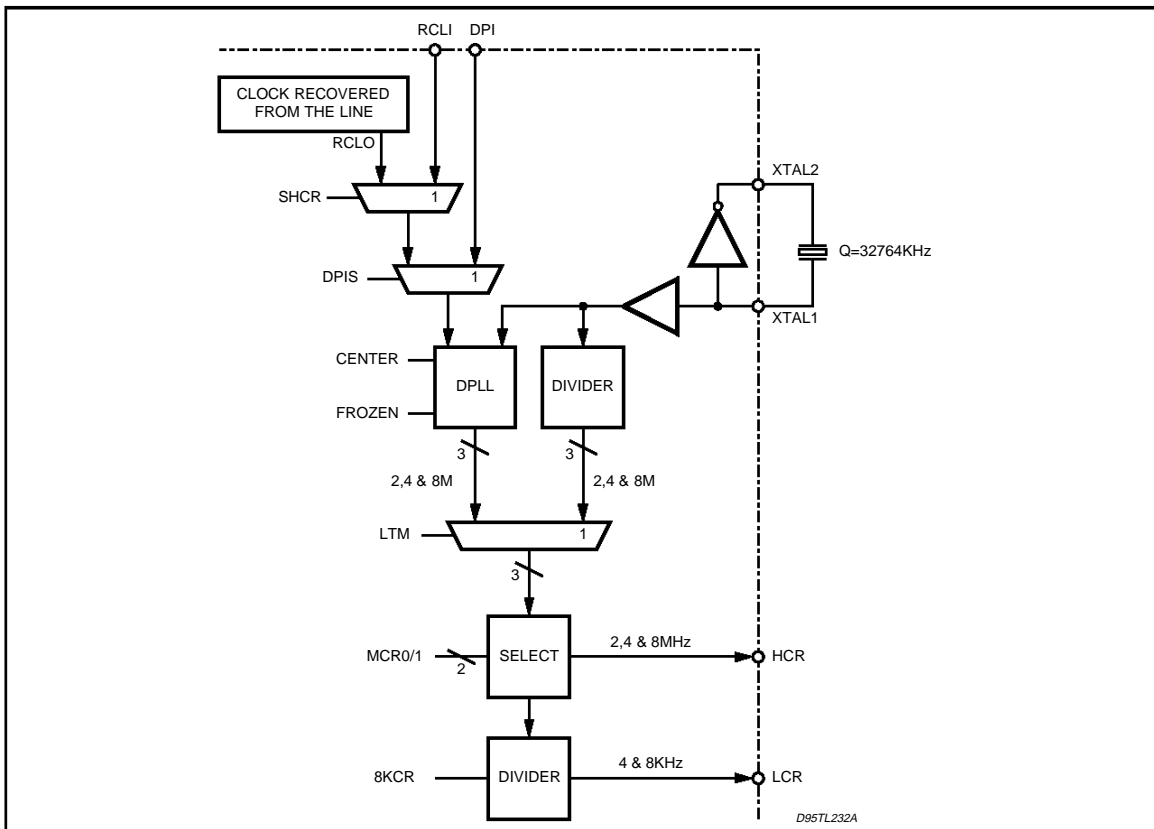 RCLI DPI
CLOCK RECOVERED
FROM THE LINE
RCLO
XTAL2
SHCR 1
Q=32764KHz
DPIS 1
XTAL1
CENTER
DPLL DIVIDER
FROZEN
3 3
2,4 & 8M 2,4 & 8M
LTM 1
3
2,4 & 8MHz
MCR0/1 2 SELECT HCR
4 & 8KHz
8KCR DIVIDER LCR
D95TL232A